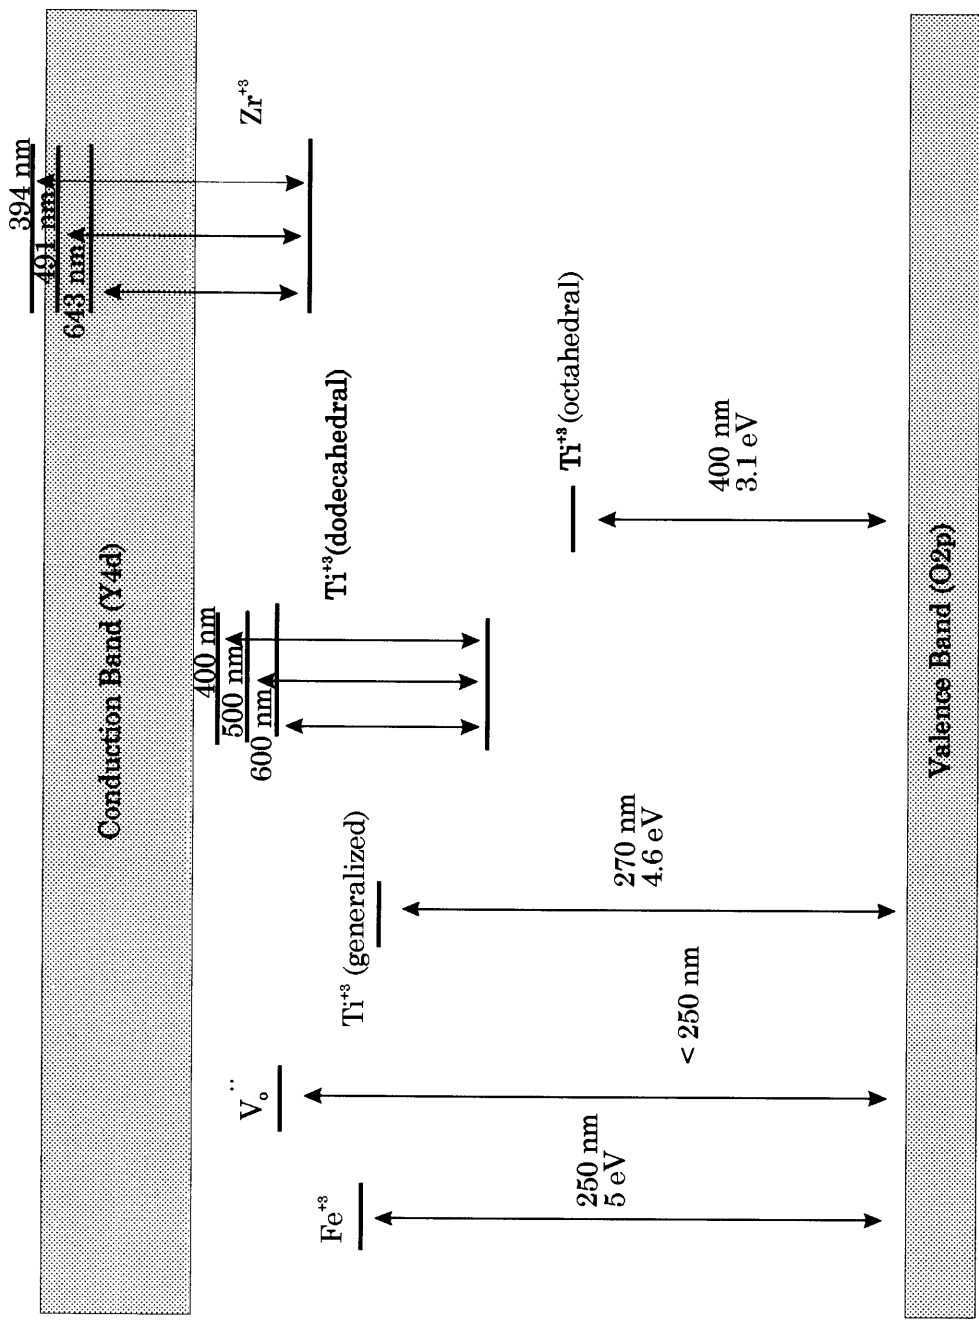 Conduction Band (Y4d)
Fe⁺³
Vₒ¨
Ti⁺³ (generalized)
600 nm
500 nm
400 nm
Ti⁺³(dodecahedral)
Ti⁺³(octahedral)
643 nm
491 nm
394 nm
Zr⁺³
250 nm
5 eV
< 250 nm
270 nm
4.6 eV
400 nm
3.1 eV
Valence Band (O2p)